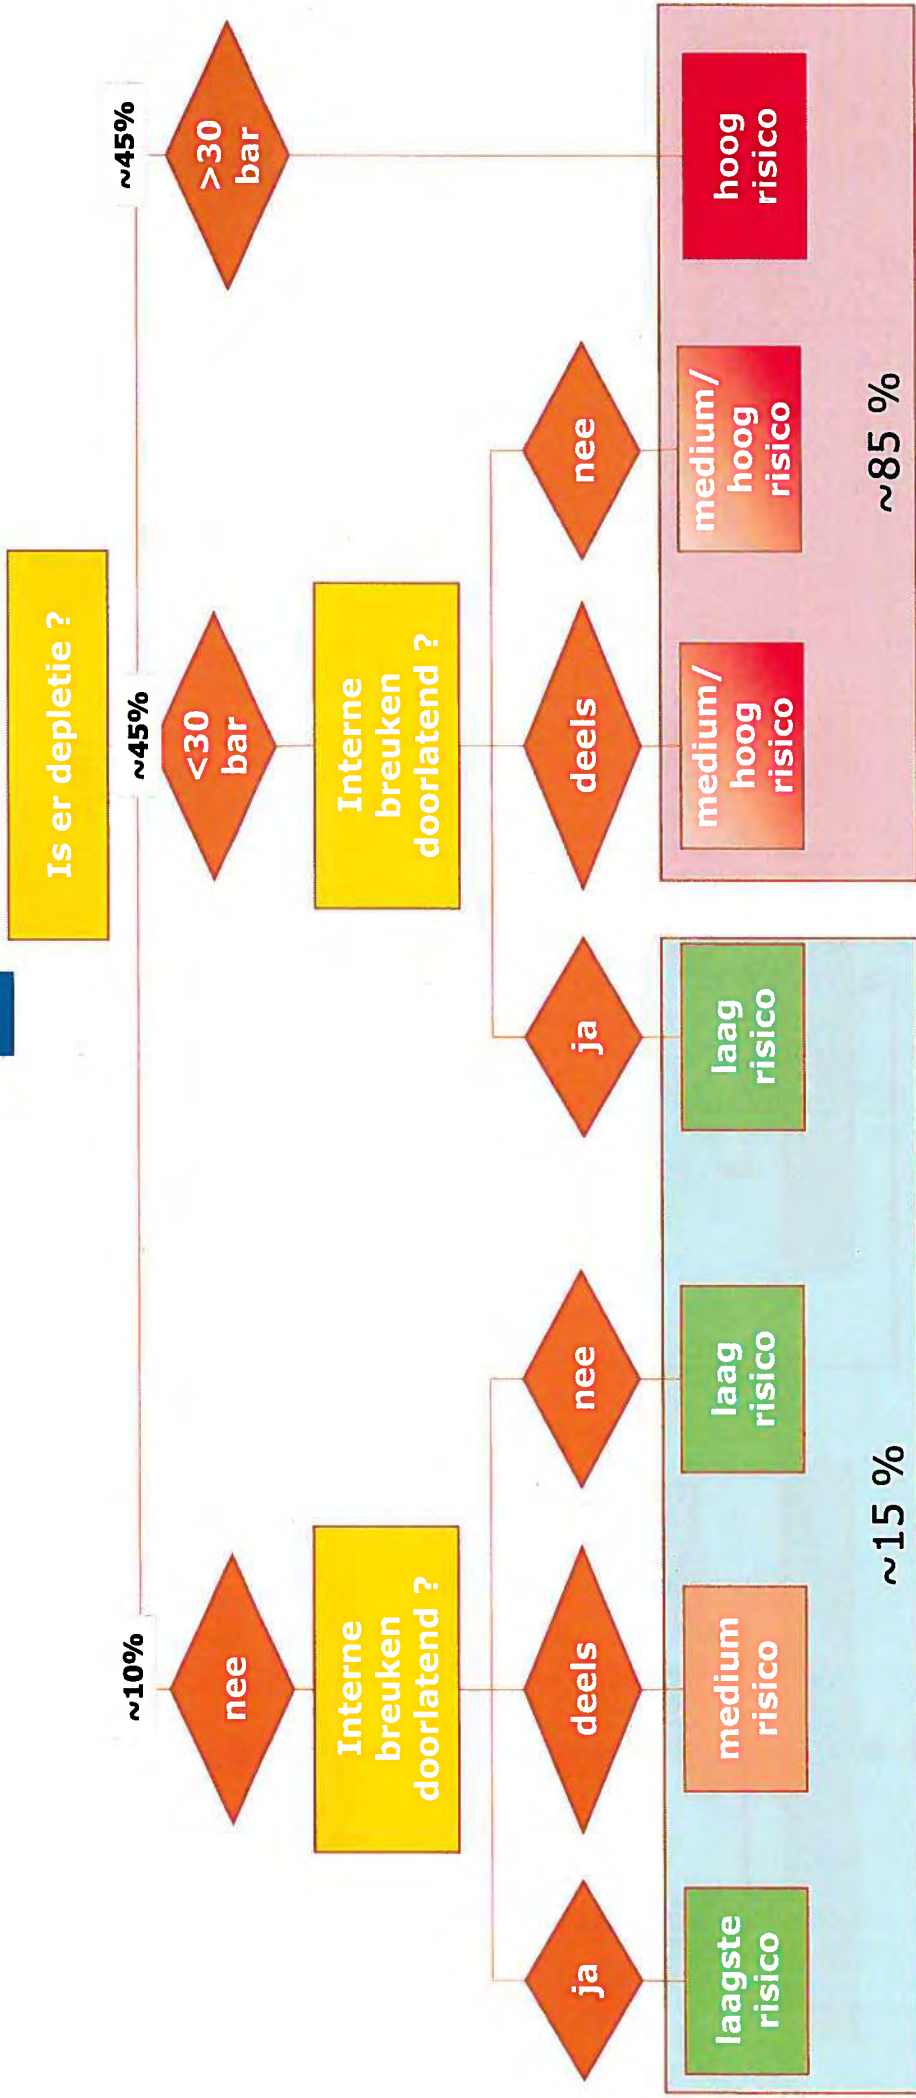 Is er depletie ?
~10%
~45%
~45%
nee
<30
bar
>30
bar
Interne
breuken
doorlatend ?
Interne
breuken
doorlatend ?
ja
deels
nee
ja
deels
nee
laagste
risico
medium
risico
laag
risico
laag
risico
medium/
hoog
risico
medium/
hoog
risico
hoog
risico
~15 %
~85 %